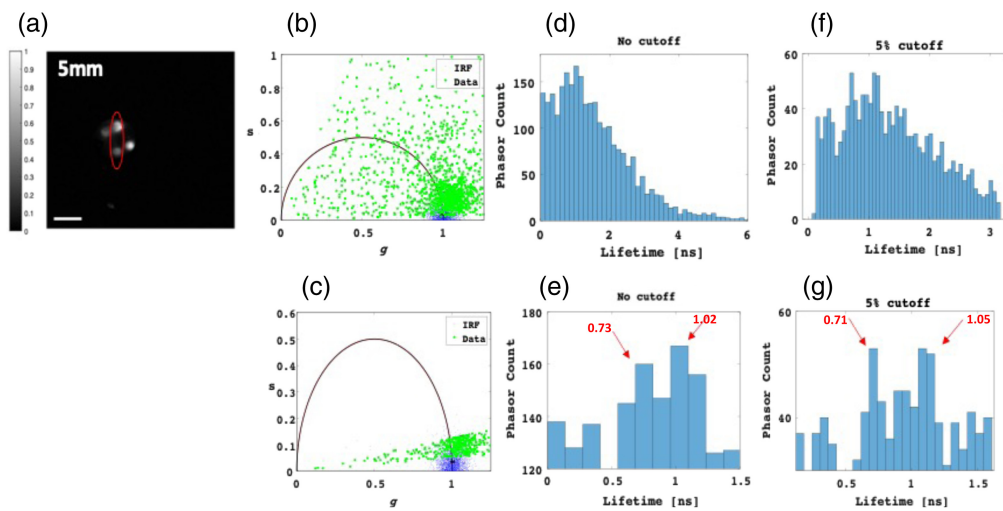 (a)
(b)
(d)
(f)
5mm
1
0.9
0.8
0.7
0.6
0.5
0.4
0.3
0.2
0.1
0
IRF
Data
s
1
0.8
0.6
0.4
0.2
0
0 0.5 1
g
No cutoff
Phasor Count
150
100
50
0
0 2 4 6
Lifetime [ns]
5% cutoff
Phasor Count
60
40
20
0
0 1 2 3
Lifetime [ns]
(c)
(e)
(g)
IRF
Data
s
0.6
0.5
0.4
0.3
0.2
0.1
0
0 0.5 1
g
No cutoff
0.73
1.02
Phasor Count
180
160
140
120
0 0.5 1 1.5
Lifetime [ns]
5% cutoff
0.71
1.05
Phasor Count
60
40
0.5 1 1.5
Lifetime [ns]